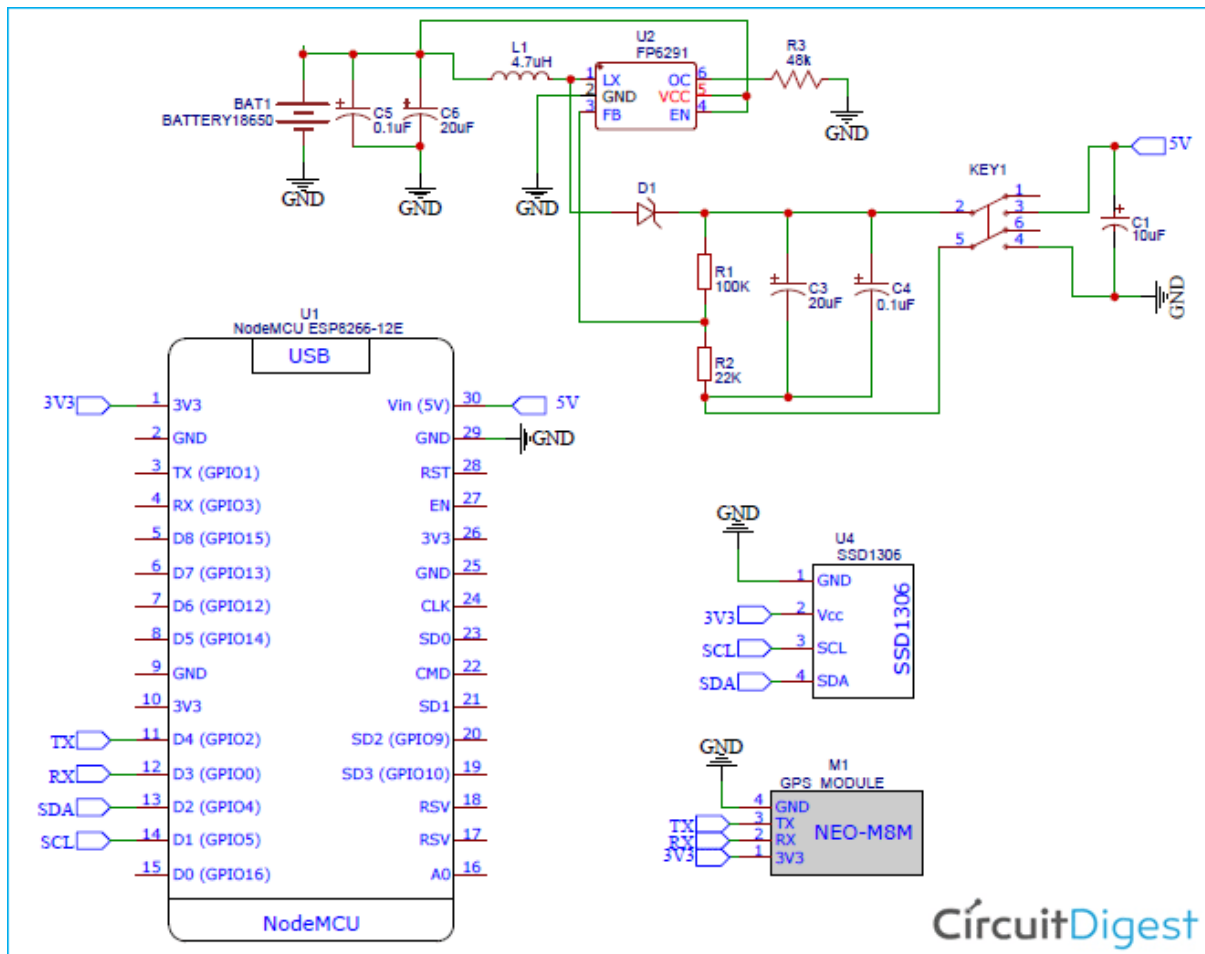 BAT1
BATTERY18650
GND
C5
0.1uF
C6
20uF
GND
L1
4.7uH
U2
FP6291
1 LX OC 6
2 GND VCC 5
3 FB EN 4
GND
R3
48k
GND
D1
R1
100K
R2
22K
C3
20uF
C4
0.1uF
KEY1
2 1
3
6
5 4
5V
C1
10uF
GND
U1
NodeMCU ESP8266-12E
USB
3V3 1 3V3 Vin (5V) 30 5V
2 GND GND 29 GND
3 TX (GPIO1) RST 28
4 RX (GPIO3) EN 27
5 D8 (GPIO15) 3V3 26
6 D7 (GPIO13) GND 25
7 D6 (GPIO12) CLK 24
8 D5 (GPIO14) SD0 23
9 GND CMD 22
10 3V3 SD1 21
TX 11 D4 (GPIO2) SD2 (GPIO9) 20
RX 12 D3 (GPIO0) SD3 (GPIO10) 19
SDA 13 D2 (GPIO4) RSV 18
SCL 14 D1 (GPIO5) RSV 17
15 D0 (GPIO16) A0 16
NodeMCU
GND
U4
SSD1306
1 GND
3V3 2 Vcc
SCL 3 SCL
SDA 4 SDA
SSD1306
GND
M1
GPS MODULE
4 GND
TX 3 TX
RX 2 RX
3V3 1 3V3
NEO-M8M
CircuitDigest